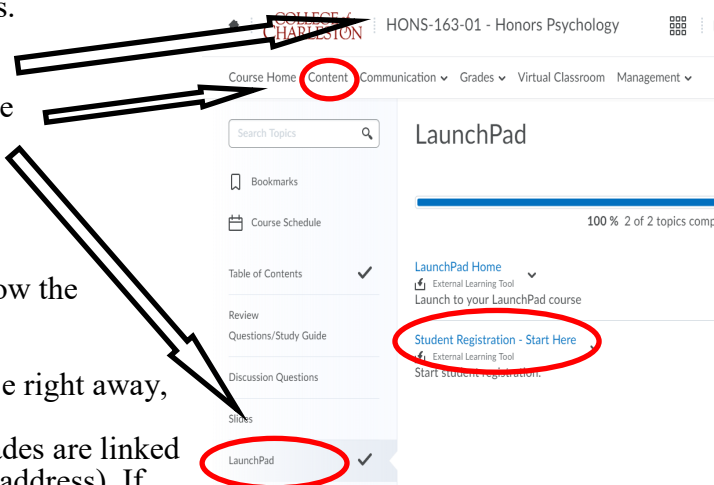 s.
COLLEGE of
CHARLESTON
HONS-163-01 - Honors Psychology
e
Course Home Content Communication Grades Virtual Classroom Management
Search Topics
LaunchPad
Bookmarks
100 % 2 of 2 topics comp
Course Schedule
Table of Contents
LaunchPad Home
External Learning Tool
Launch to your LaunchPad course
ow the
Review
Questions/Study Guide
Student Registration - Start Here
External Learning Tool
Start student registration.
e right away,
Discussion Questions
Slides
ades are linked
LaunchPad
address). If